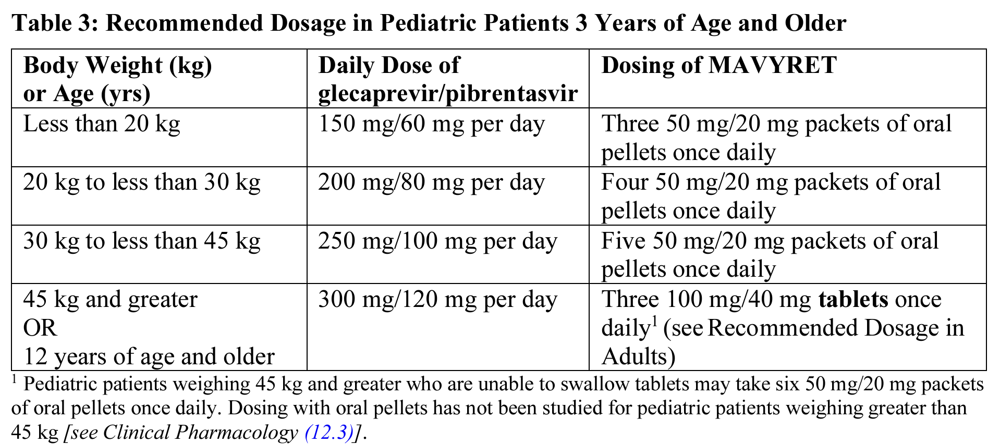 Table 3: Recommended Dosage in Pediatric Patients 3 Years of Age and Older
Body Weight (kg)
or Age (yrs)
Daily Dose of
glecaprevir/pibrentasvir
Dosing of MAVYRET
Less than 20 kg
150 mg/60 mg per day
Three 50 mg/20 mg packets of oral
pellets once daily
20 kg to less than 30 kg
200 mg/80 mg per day
Four 50 mg/20 mg packets of oral
pellets once daily
30 kg to less than 45 kg
250 mg/100 mg per day
Five 50 mg/20 mg packets of oral
pellets once daily
45 kg and greater
OR
12 years of age and older
300 mg/120 mg per day
Three 100 mg/40 mg tablets once
daily¹ (see Recommended Dosage in
Adults)
¹ Pediatric patients weighing 45 kg and greater who are unable to swallow tablets may take six 50 mg/20 mg packets
of oral pellets once daily. Dosing with oral pellets has not been studied for pediatric patients weighing greater than
45 kg [see Clinical Pharmacology (12.3)].